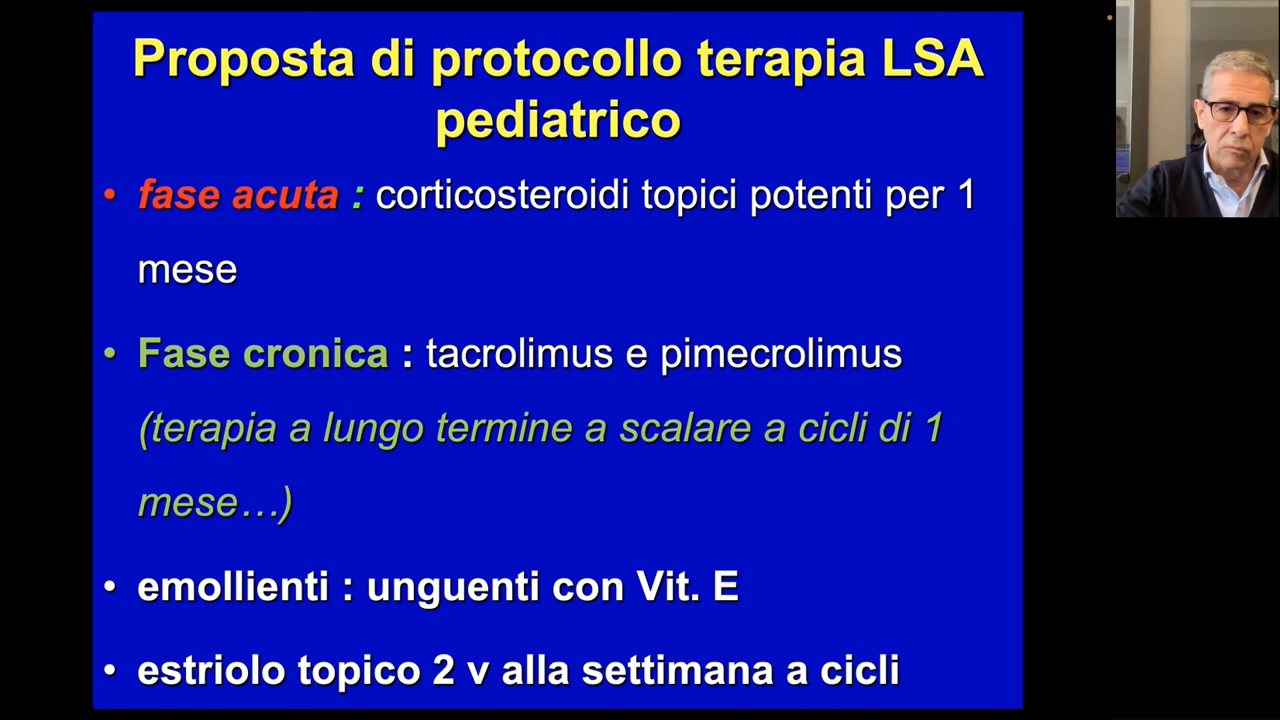 Proposta di protocollo terapia LSA
pediatrico
• fase acuta : corticosteroidi topici potenti per 1
mese
• Fase cronica : tacrolimus e pimecrolimus
(terapia a lungo termine a scalare a cicli di 1
mese…)
• emollienti : unguenti con Vit. E
• estriolo topico 2 v alla settimana a cicli